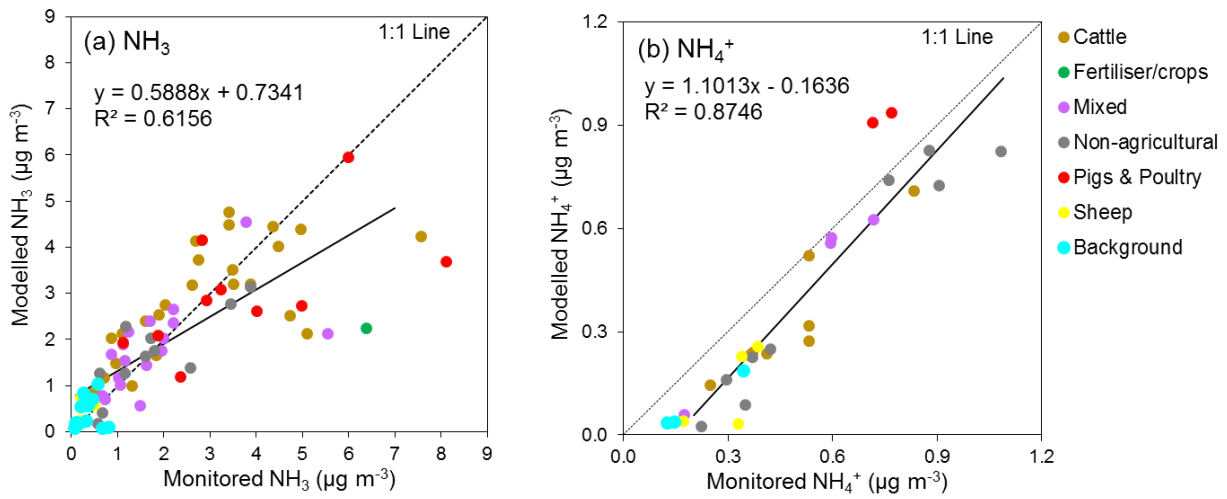 (a) NH₃
1:1 Line
y = 0.5888x + 0.7341
R² = 0.6156
Modelled NH₃ (µg m⁻³)
9
8
7
6
5
4
3
2
1
0
0 1 2 3 4 5 6 7 8 9
Monitored NH₃ (µg m⁻³)
(b) NH₄⁺
1:1 Line
y = 1.1013x - 0.1636
R² = 0.8746
Modelled NH₄⁺ (µg m⁻³)
1.2
0.9
0.6
0.3
0.0
0.0 0.3 0.6 0.9 1.2
Monitored NH₄⁺ (µg m⁻³)
Cattle
Fertiliser/crops
Mixed
Non-agricultural
Pigs & Poultry
Sheep
Background